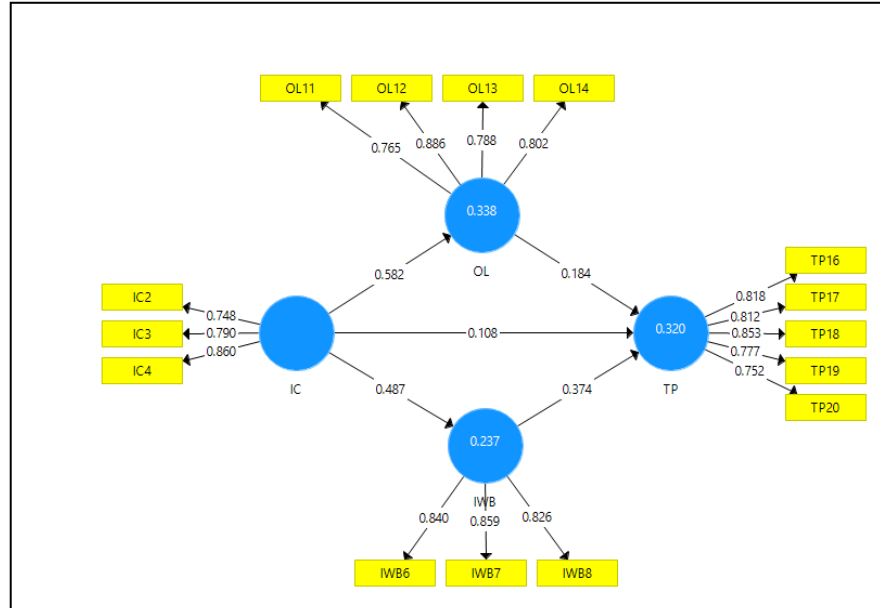 OL11 OL12 OL13 OL14
0.765 0.886 0.788 0.802
0.338
OL
0.582 0.184
IC2 0.748
IC3 0.790
IC4 0.860
IC
0.108
0.487 0.374
0.320
TP
TP16 0.818
TP17 0.812
TP18 0.853
TP19 0.777
TP20 0.752
0.237
IWB
0.840 0.859 0.826
IWB6 IWB7 IWB8